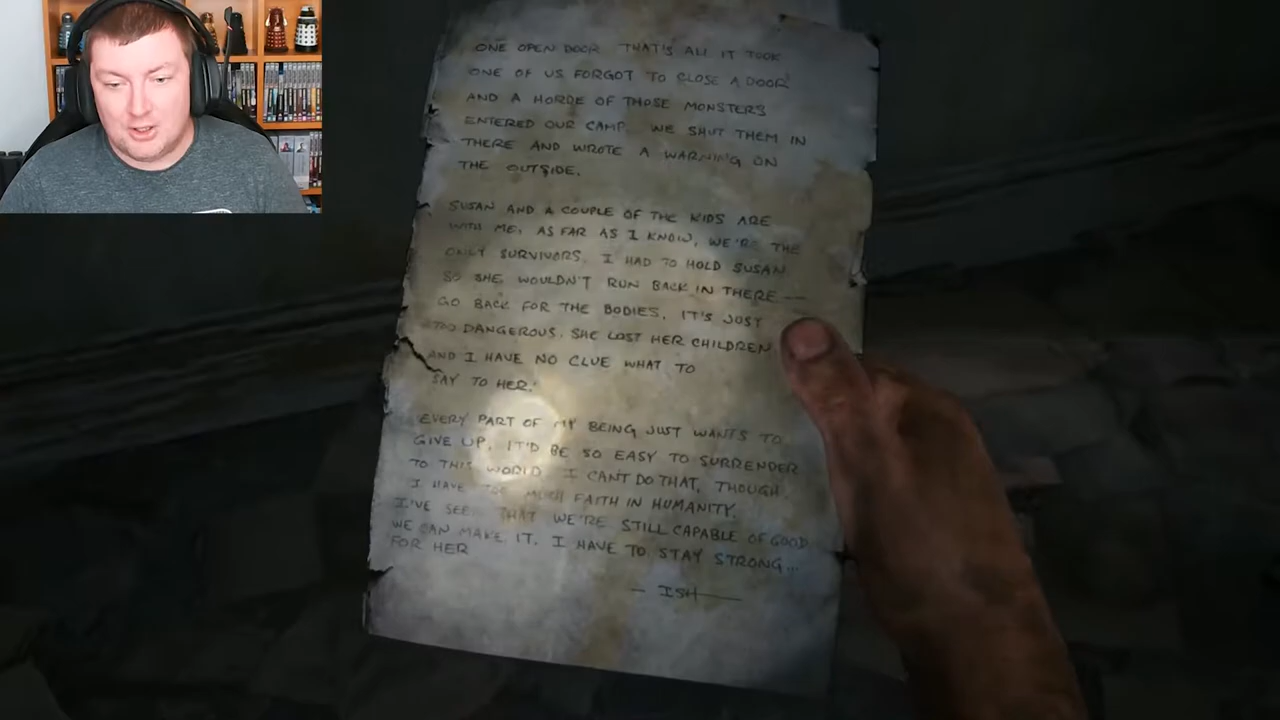 ONE OPEN DOOR THAT'S ALL IT TOOK
ONE OF US FORGOT TO CLOSE A DOOR
AND A HORDE OF THOSE MONSTERS
ENTERED OUR CAMP. WE SHUT THEM IN
THERE AND WROTE A WARNING ON
THE OUTSIDE.
SUSAN AND A COUPLE OF THE KIDS ARE
WITH ME. AS FAR AS I KNOW, WE'RE THE
ONLY SURVIVORS. I HAD TO HOLD SUSAN
SO SHE WOULDN'T RUN BACK IN THERE—
GO BACK FOR THE BODIES. IT'S JUST
TOO DANGEROUS. SHE LOST HER CHILDREN
AND I HAVE NO CLUE WHAT TO
SAY TO HER.
EVERY PART OF MY BEING JUST WANTS TO
GIVE UP. IT'D BE SO EASY TO SURRENDER
TO THIS WORLD. I CAN'T DO THAT, THOUGH.
I HAVE TOO MUCH FAITH IN HUMANITY.
I'VE SEEN THAT WE'RE STILL CAPABLE OF GOOD
WE CAN MAKE IT. I HAVE TO STAY STRONG...
FOR HER
— ISH